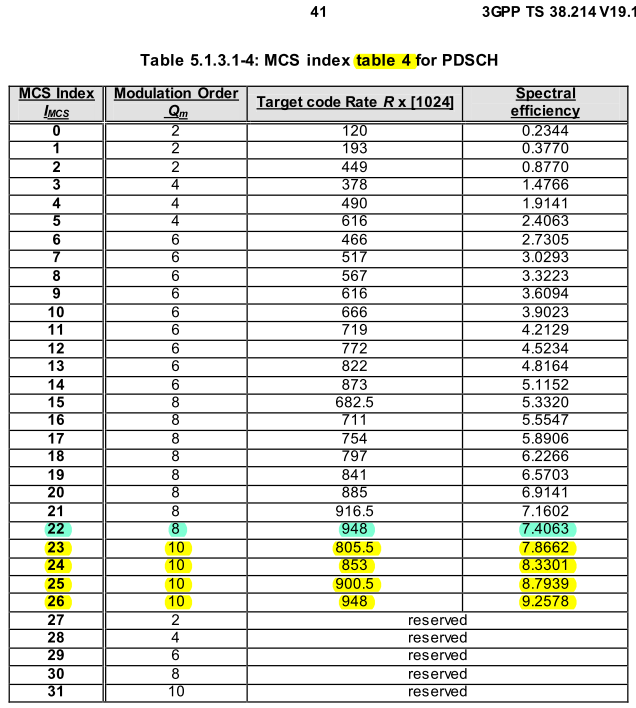 41 3GPP TS 38.214 V19.1
Table 5.1.3.1-4: MCS index table 4 for PDSCH
MCS Index Modulation Order Target code Rate R x [1024] Spectral
I_MCS Q_m efficiency
0 2 120 0.2344
1 2 193 0.3770
2 2 449 0.8770
3 4 378 1.4766
4 4 490 1.9141
5 4 616 2.4063
6 6 466 2.7305
7 6 517 3.0293
8 6 567 3.3223
9 6 616 3.6094
10 6 666 3.9023
11 6 719 4.2129
12 6 772 4.5234
13 6 822 4.8164
14 6 873 5.1152
15 8 682.5 5.3320
16 8 711 5.5547
17 8 754 5.8906
18 8 797 6.2266
19 8 841 6.5703
20 8 885 6.9141
21 8 916.5 7.1602
22 8 948 7.4063
23 10 805.5 7.8662
24 10 853 8.3301
25 10 900.5 8.7939
26 10 948 9.2578
27 2 reserved
28 4 reserved
29 6 reserved
30 8 reserved
31 10 reserved